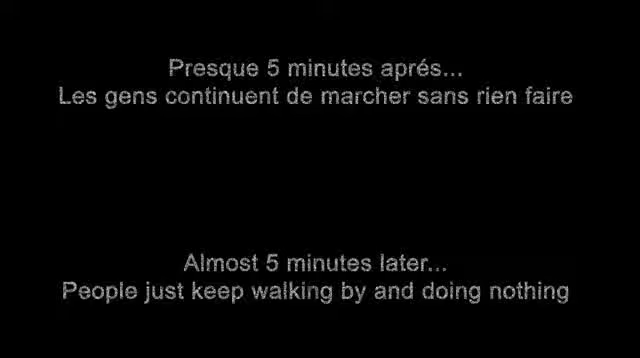 Presque 5 minutes aprés...
Les gens continuent de marcher sans rien faire
Almost 5 minutes later...
People just keep walking by and doing nothing